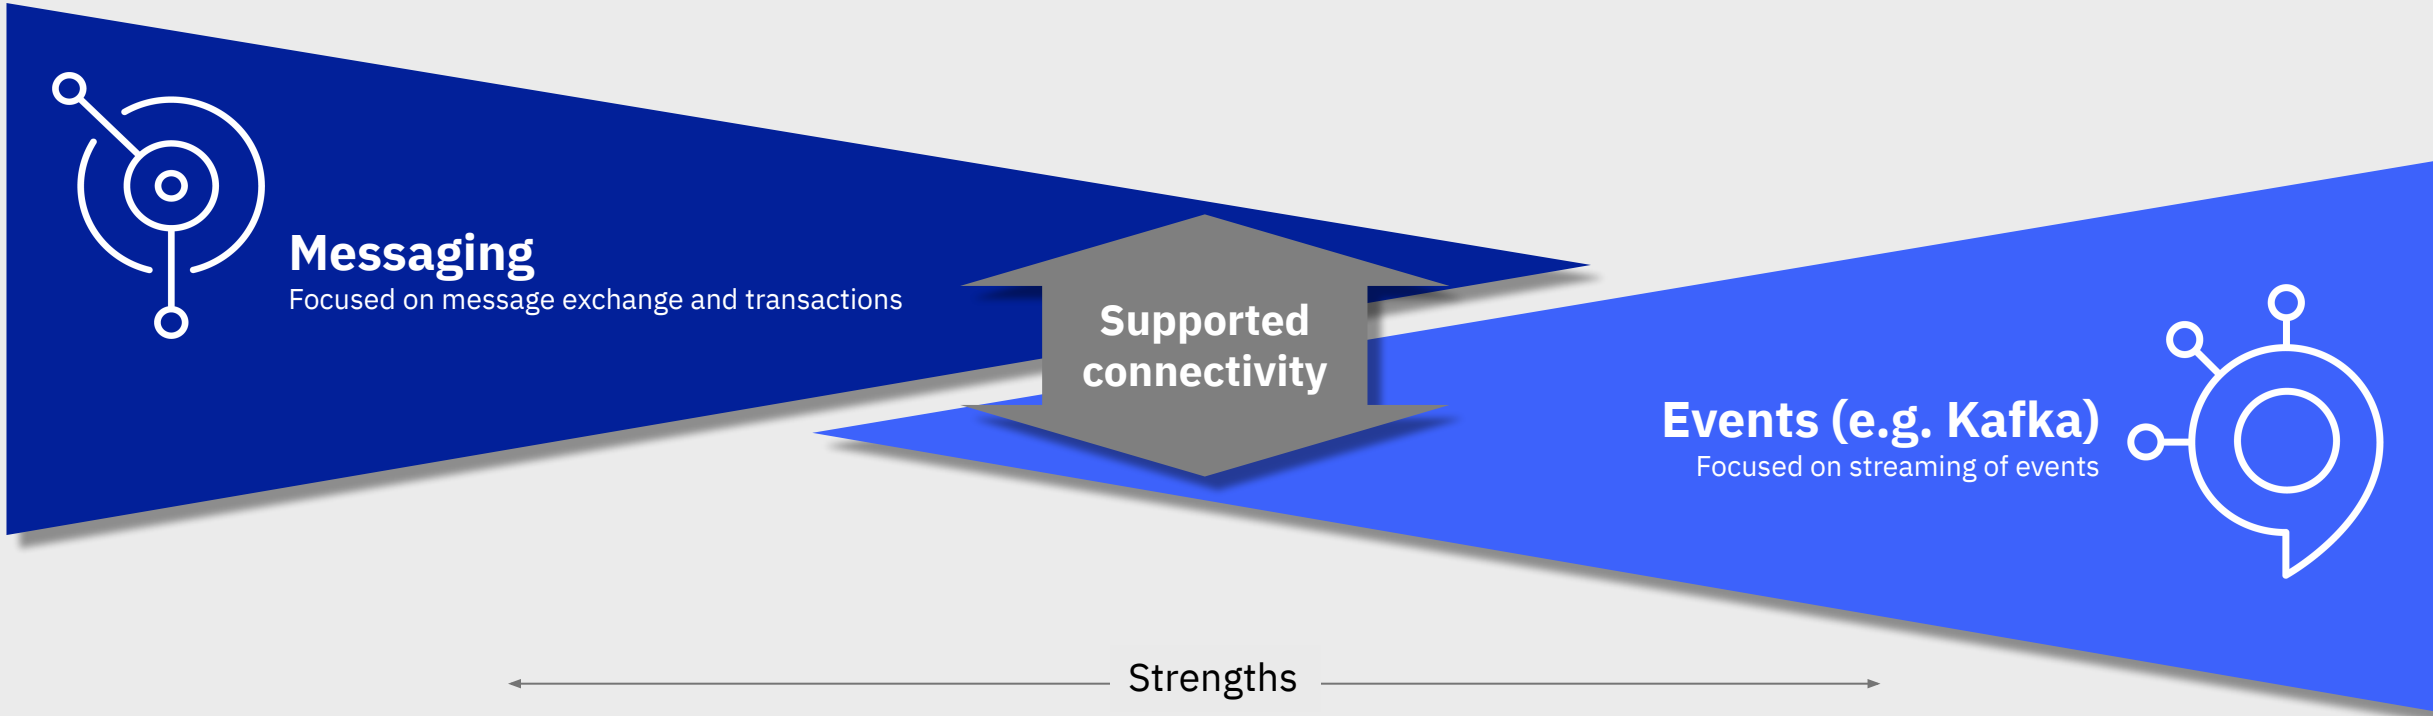 Messaging
Focused on message exchange and transactions
Supported
connectivity
Events (e.g. Kafka)
Focused on streaming of events
Strengths